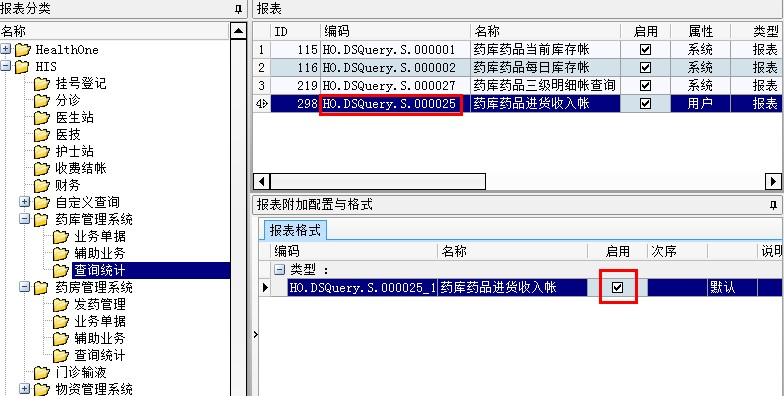 报表分类
名称
HealthOne
HIS
挂号登记
分诊
医生站
医技
护士站
收费结帐
财务
自定义查询
药库管理系统
业务单据
辅助业务
查询统计
药房管理系统
发药管理
业务单据
辅助业务
查询统计
门诊输液
物资管理系统
报表
ID 编码 名称 启用 属性 类型
1 115 HO.DSQuery.S.000001 药库药品当前库存帐 系统 报表
2 116 HO.DSQuery.S.000002 药库药品每日库存帐 系统 报表
3 219 HO.DSQuery.S.000027 药库药品三级明细帐查询 系统 报表
4 298 HO.DSQuery.S.000025 药库药品进货收入帐 用户 报表
报表附加配置与格式
报表格式
编码 名称 启用 次序 说明
类型 :
HO.DSQuery.S.000025_1 药库药品进货收入帐 默认